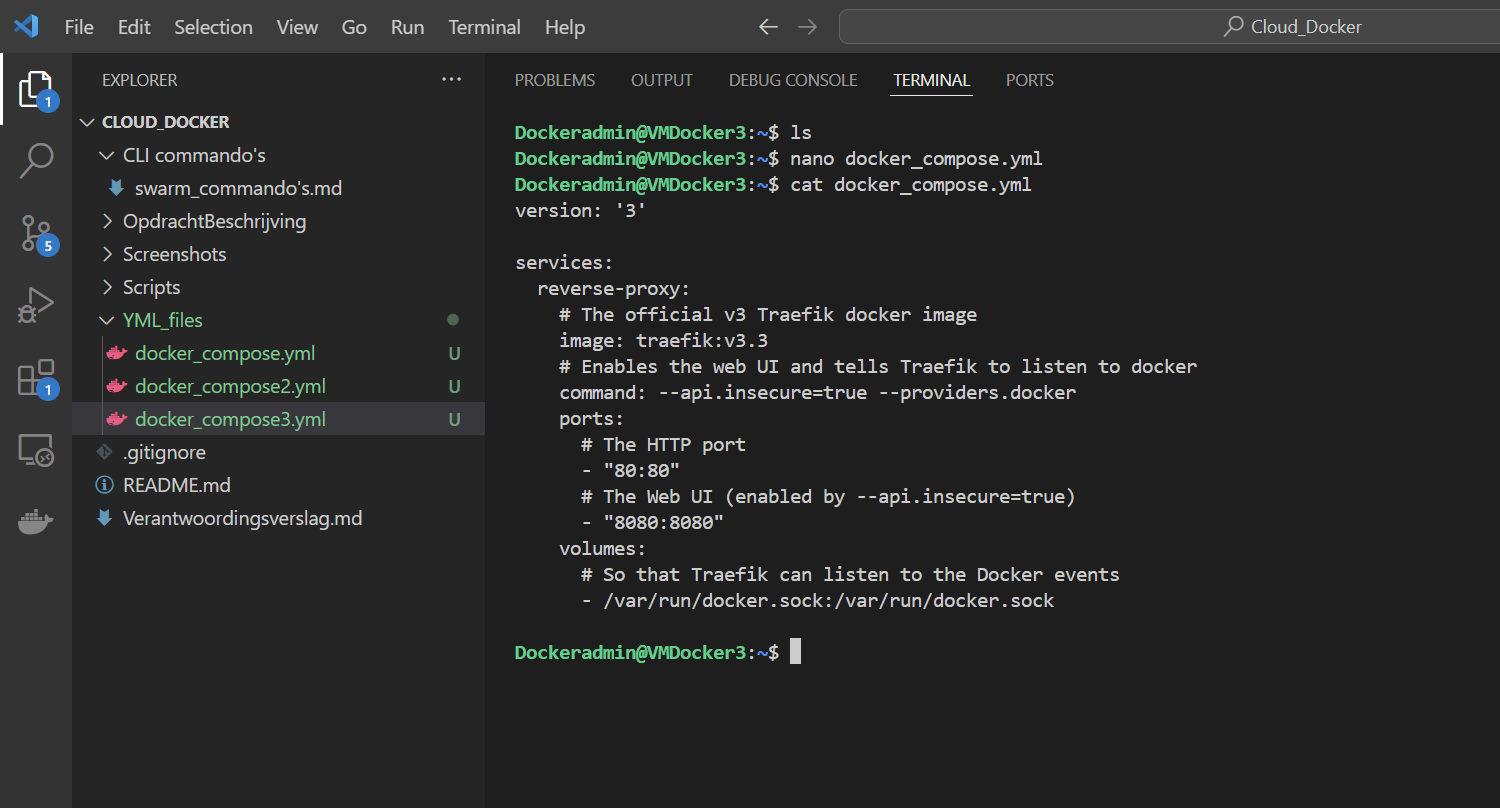 File Edit Selection View Go Run Terminal Help
Cloud_Docker
EXPLORER
···
1
CLOUD_DOCKER
CLI commando's
swarm_commando's.md
OpdrachtBeschrijving
5
Screenshots
Scripts
YML_files
docker_compose.yml U
1
docker_compose2.yml U
docker_compose3.yml U
.gitignore
README.md
Verantwoordingsverslag.md
PROBLEMS OUTPUT DEBUG CONSOLE TERMINAL PORTS
Dockeradmin@VMDocker3:~$ ls
Dockeradmin@VMDocker3:~$ nano docker_compose.yml
Dockeradmin@VMDocker3:~$ cat docker_compose.yml
version: '3'
services:
  reverse-proxy:
    # The official v3 Traefik docker image
    image: traefik:v3.3
    # Enables the web UI and tells Traefik to listen to docker
    command: --api.insecure=true --providers.docker
    ports:
      # The HTTP port
      - "80:80"
      # The Web UI (enabled by --api.insecure=true)
      - "8080:8080"
    volumes:
      # So that Traefik can listen to the Docker events
      - /var/run/docker.sock:/var/run/docker.sock
Dockeradmin@VMDocker3:~$